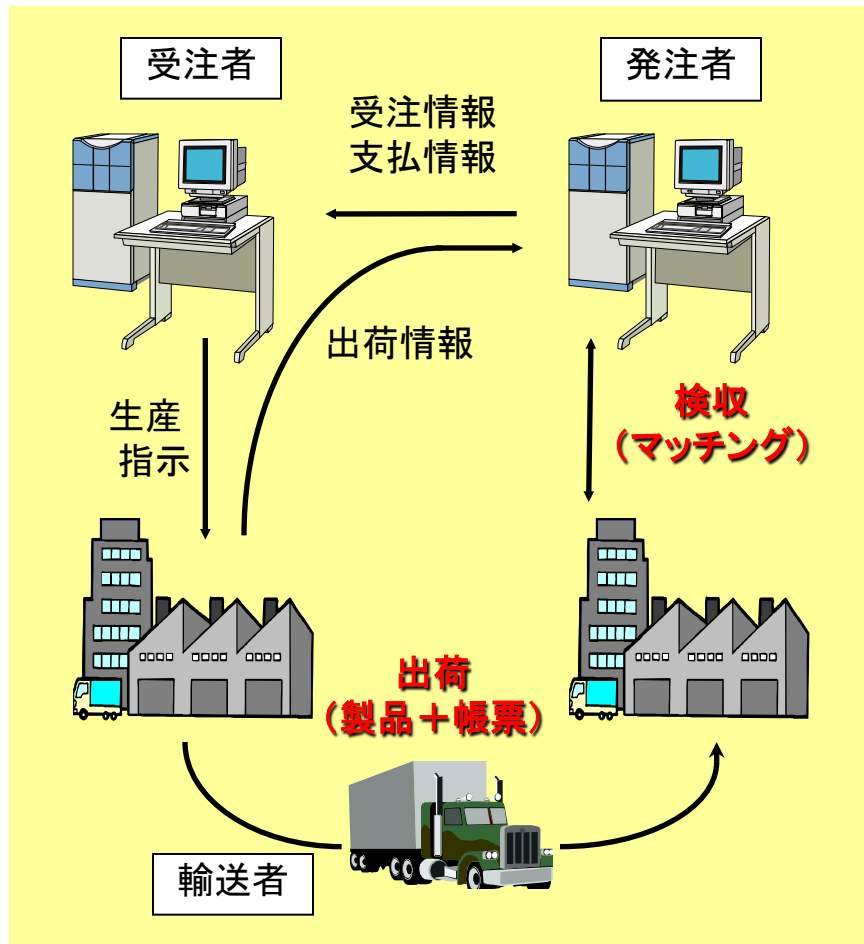 受注者
発注者
受注情報
支払情報
出荷情報
生産
指示
検収
（マッチング）
出荷
（製品＋帳票）
輸送者